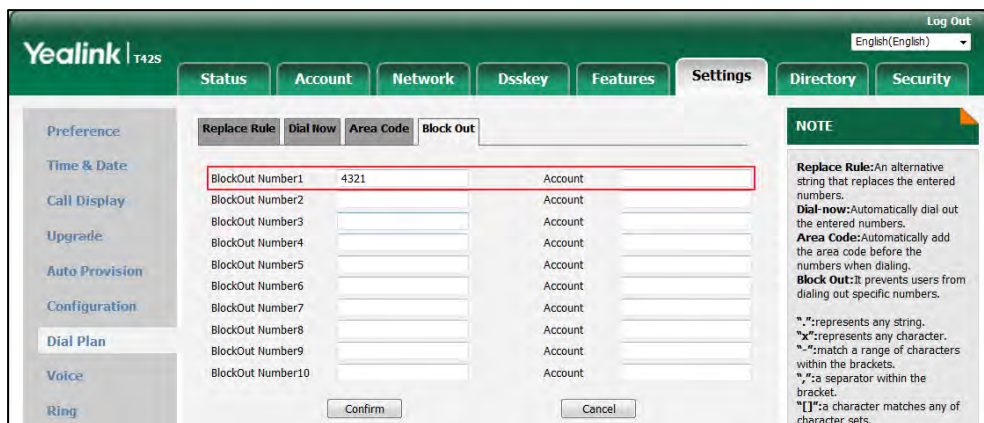 Log Out
English(English)
Yealink | T42S
Status Account Network Dsskey Features Settings Directory Security
Preference
Time & Date
Call Display
Upgrade
Auto Provision
Configuration
Dial Plan
Voice
Ring
Replace Rule Dial Now Area Code Block Out
BlockOut Number1 4321 Account
BlockOut Number2 Account
BlockOut Number3 Account
BlockOut Number4 Account
BlockOut Number5 Account
BlockOut Number6 Account
BlockOut Number7 Account
BlockOut Number8 Account
BlockOut Number9 Account
BlockOut Number10 Account
Confirm Cancel
NOTE
Replace Rule:An alternative
string that replaces the entered
numbers.
Dial-now:Automatically dial out
the entered numbers.
Area Code:Automatically add
the area code before the
numbers when dialing.
Block Out:It prevents users from
dialing out specific numbers.
".":represents any string.
"x":represents any character.
"-":match a range of characters
within the brackets.
",":a separator within the
bracket.
"[]":a character matches any of
character sets.